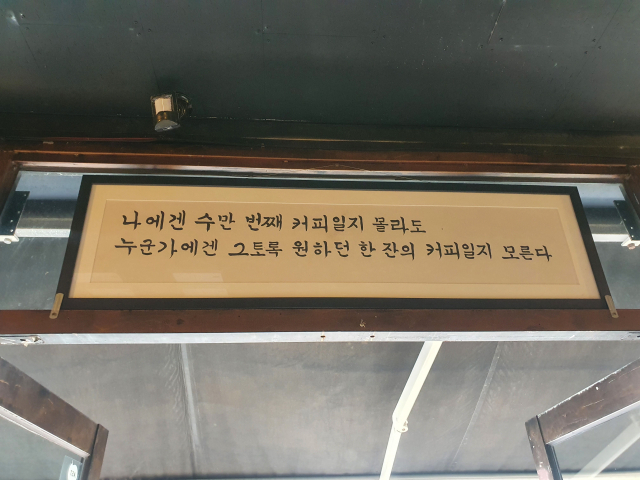 나에겐 수만 번째 커피일지 몰라도
누군가에겐 그토록 원하던 한 잔의 커피일지 모른다